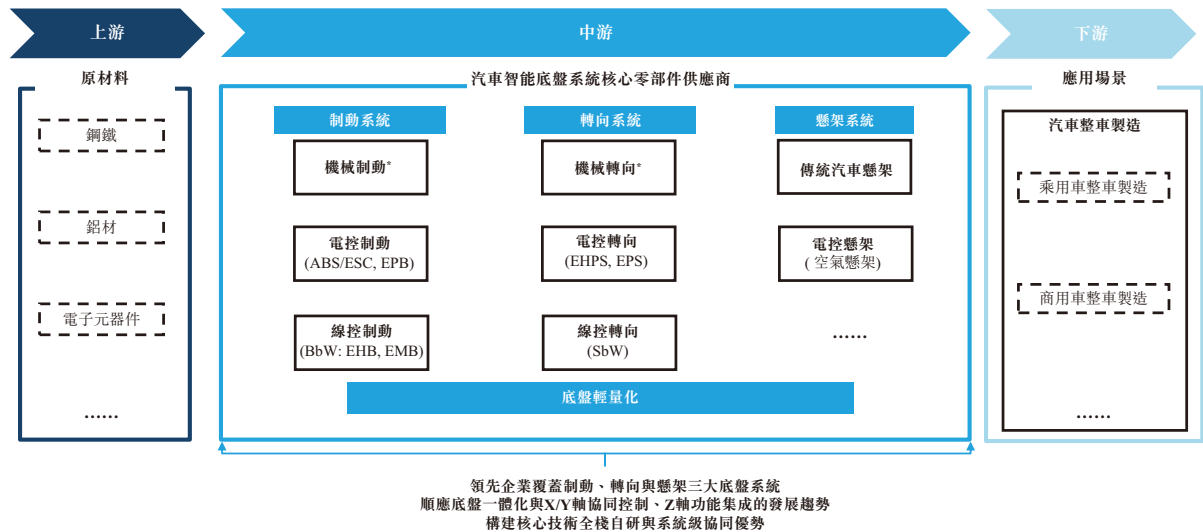 上游
中游
下游
原材料
汽車智能底盤系統核心零部件供應商
應用場景
鋼鐵
鋁材
電子元器件
......
制動系統
轉向系統
懸架系統
機械制動*
機械轉向*
傳統汽車懸架
電控制動
(ABS/ESC, EPB)
電控轉向
(EHPS, EPS)
電控懸架
( 空氣懸架)
線控制動
(BbW: EHB, EMB)
線控轉向
(SbW)
......
底盤輕量化
汽車整車製造
乘用車整車製造
商用車整車製造
......
領先企業覆蓋制動、轉向與懸架三大底盤系統
順應底盤一體化與X/Y軸協同控制、Z軸功能集成的發展趨勢
構建核心技術全棧自研與系統級協同優勢